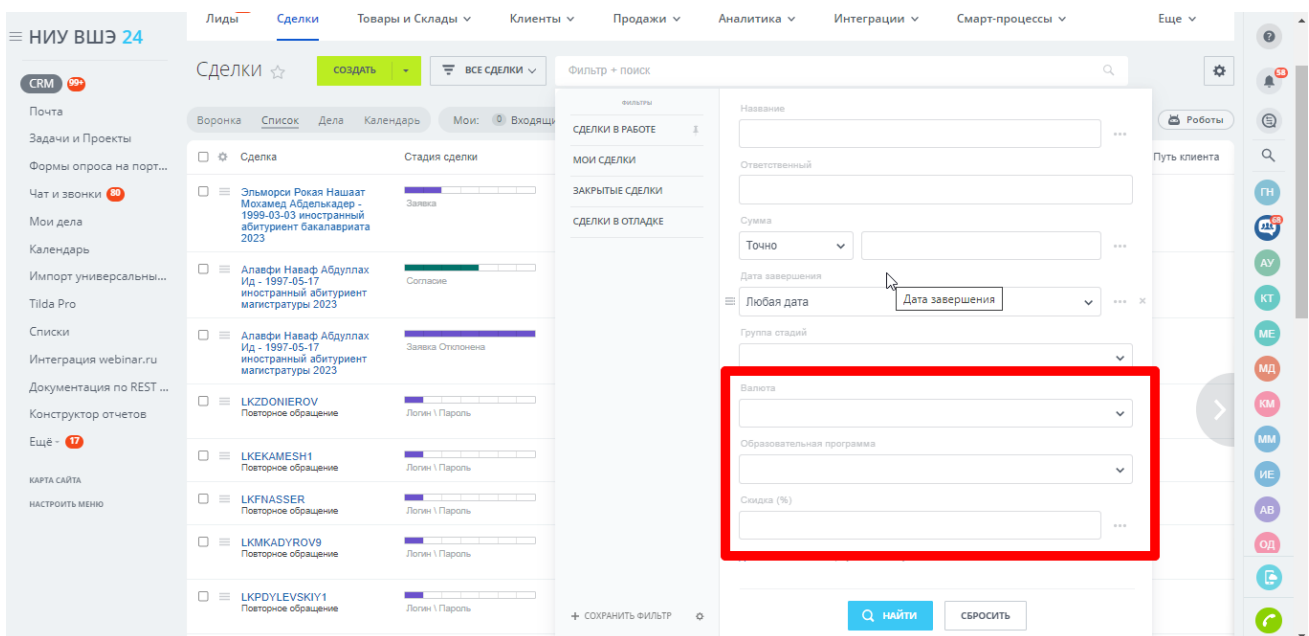 Лиды
Сделки
Товары и Склады
Клиенты
Продажи
Аналитика
Интеграции
Смарт-процессы
Еще
НИУ ВШЭ 24
CRM 99+
Почта
Задачи и Проекты
Формы опроса на порт...
Чат и звонки 80
Мои дела
Календарь
Импорт универсальны...
Tilda Pro
Списки
Интеграция webinar.ru
Документация по REST ...
Конструктор отчетов
Ещё - 17
КАРТА САЙТА
НАСТРОИТЬ МЕНЮ
Сделки
СОЗДАТЬ
ВСЕ СДЕЛКИ
Фильтр + поиск
Воронка
Список
Дела
Календарь
Мои: 0 Входящи
Роботы
Сделка
Стадия сделки
Путь клиента
Эльморси Рокая Нашаат
Мохамед Абделькадер -
1999-03-03 иностранный
абитуриент бакалавриата
2023
Заявка
Алавфи Наваф Абдуллах
Ид - 1997-05-17
иностранный абитуриент
магистратуры 2023
Согласие
Алавфи Наваф Абдуллах
Ид - 1997-05-17
иностранный абитуриент
магистратуры 2023
Заявка Отклонена
LKZDONIEROV
Повторное обращение
Логин \ Пароль
LKEKAMESH1
Повторное обращение
Логин \ Пароль
LKFNASSER
Повторное обращение
Логин \ Пароль
LKMKADYROV9
Повторное обращение
Логин \ Пароль
LKPDYLEVSKIY1
Повторное обращение
Логин \ Пароль
ФИЛЬТРЫ
СДЕЛКИ В РАБОТЕ
МОИ СДЕЛКИ
ЗАКРЫТЫЕ СДЕЛКИ
СДЕЛКИ В ОТЛАДКЕ
+ СОХРАНИТЬ ФИЛЬТР
Название
Ответственный
Сумма
Точно
Дата завершения
Любая дата
Дата завершения
Группа стадий
Валюта
Образовательная программа
Скидка (%)
НАЙТИ
СБРОСИТЬ
58
ГН
68
АУ
КТ
МЕ
МД
КМ
ММ
ИЕ
АВ
ОД